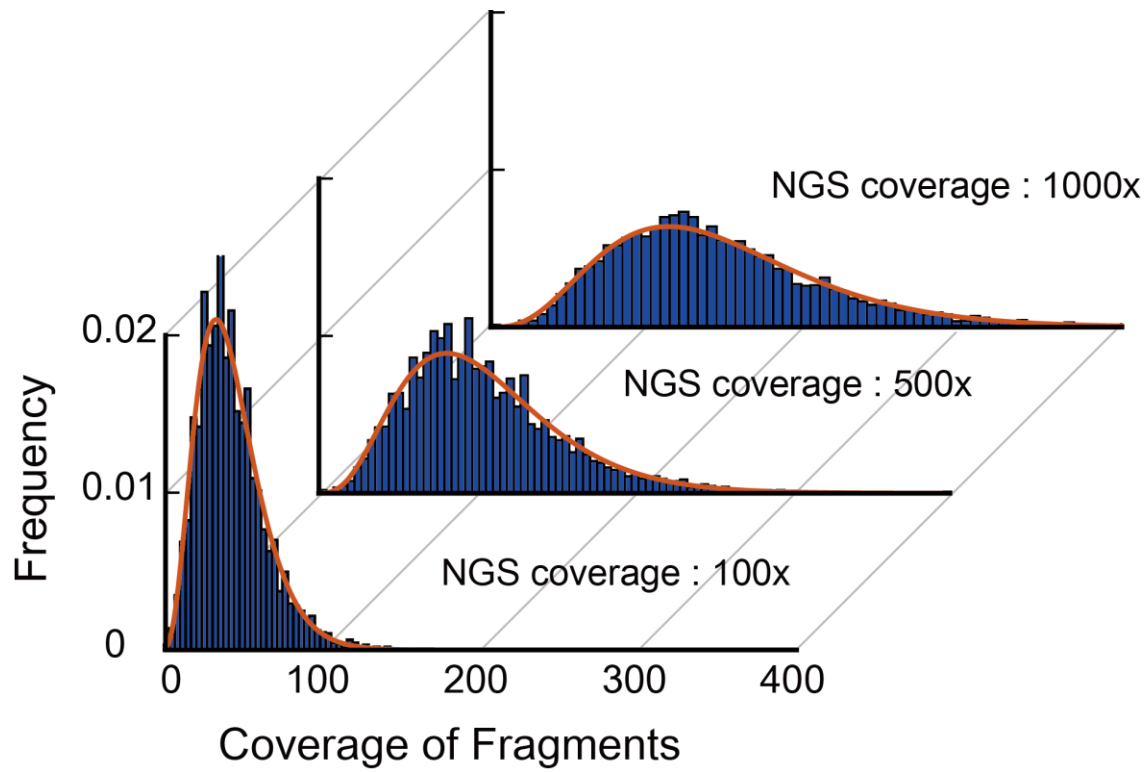 NGS coverage : 1000x
NGS coverage : 500x
NGS coverage : 100x
Frequency
0.02
0.01
0
0 100 200 300 400
Coverage of Fragments